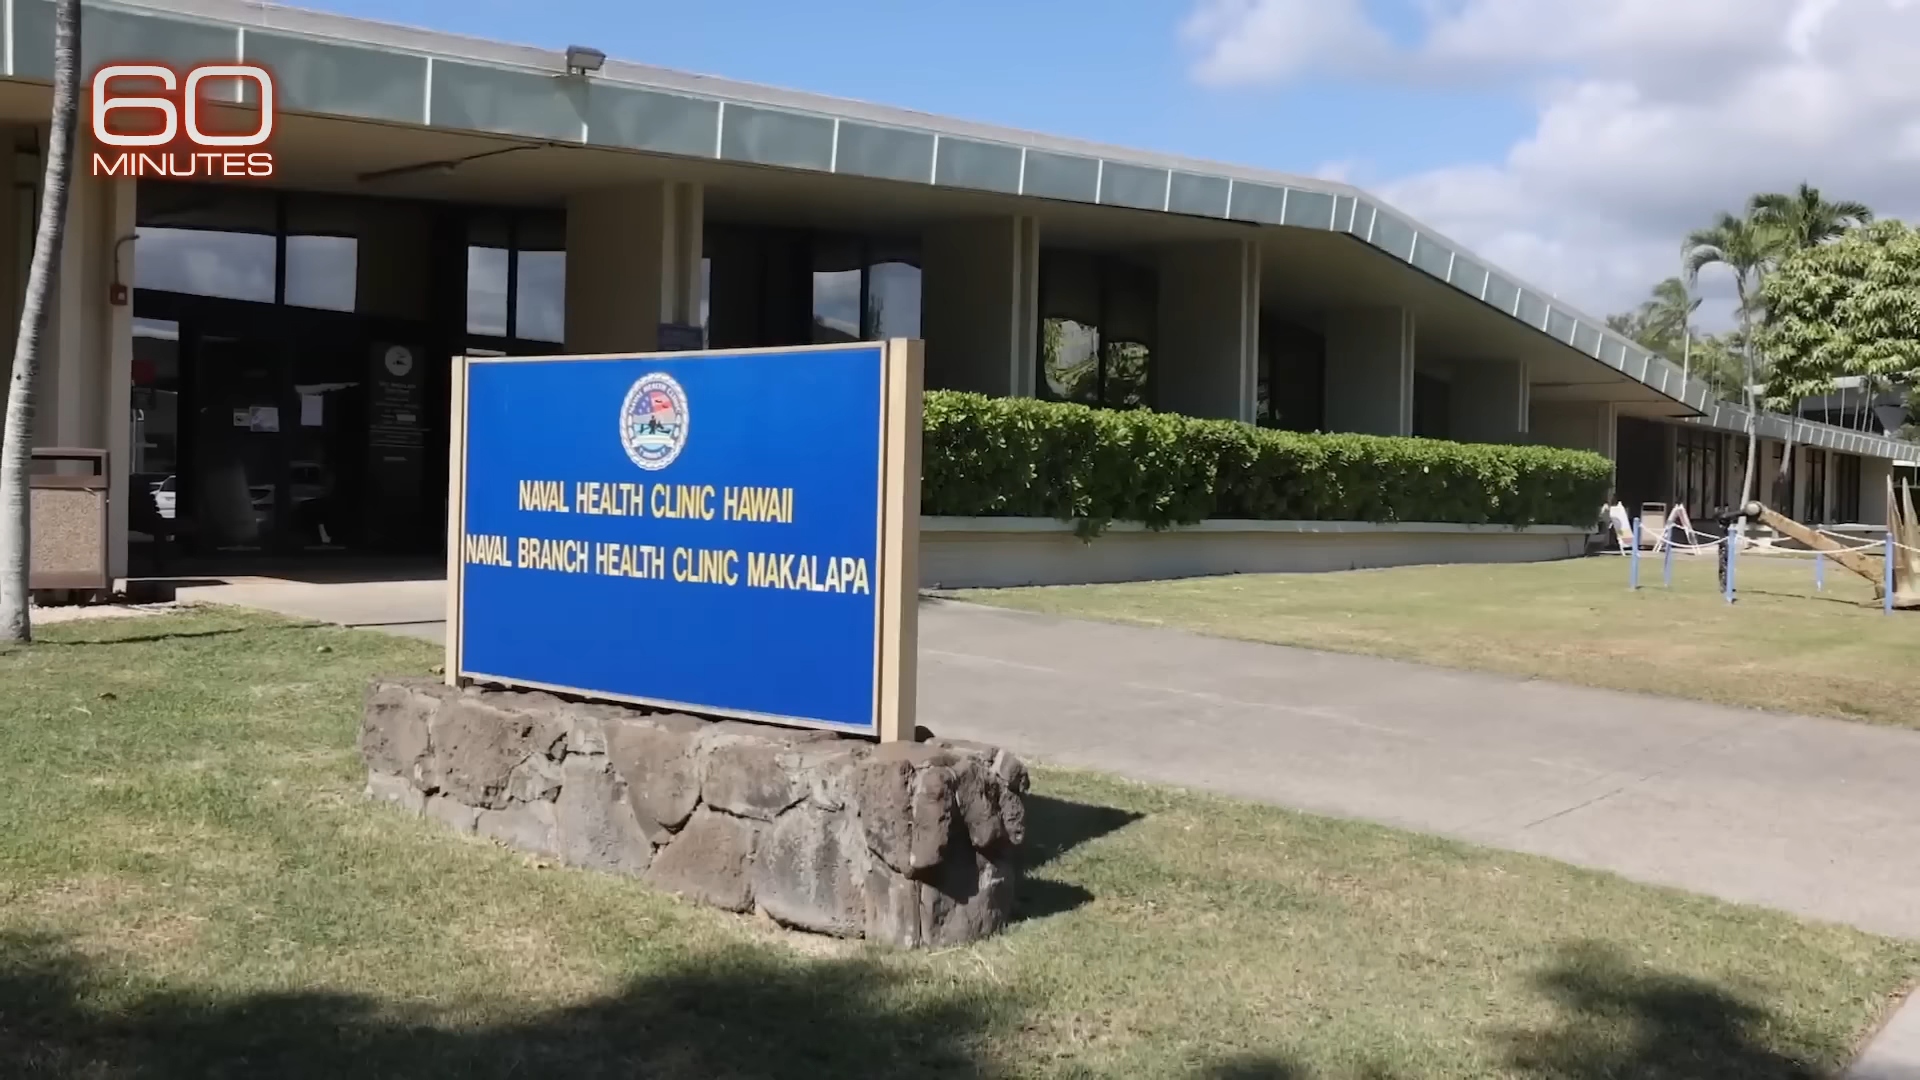 60
MINUTES
NAVAL HEALTH CLINIC HAWAII
NAVAL BRANCH HEALTH CLINIC MAKALAPA